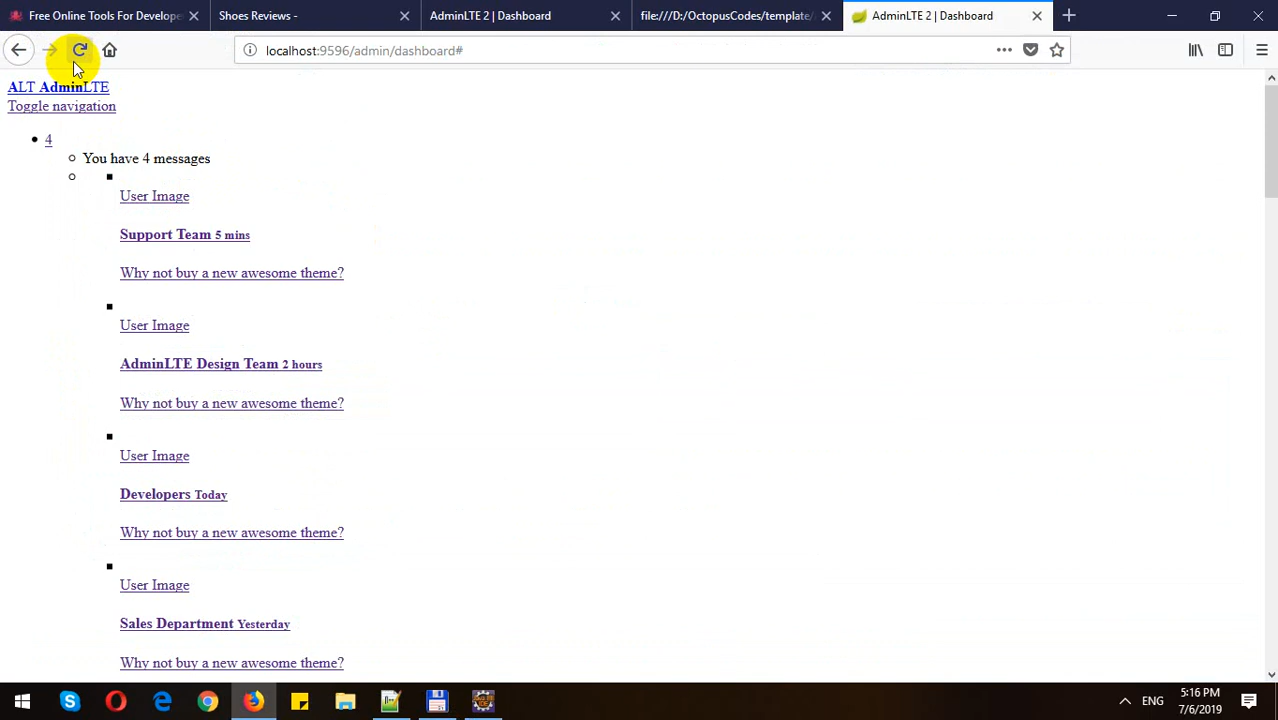 Free Online Tools For Develope
Shoes Reviews -
AdminLTE 2 | Dashboard
file:///D:/OctopusCodes/template/
AdminLTE 2 | Dashboard
localhost:9596/admin/dashboard#
ALT AdminLTE
Toggle navigation
4
You have 4 messages
User Image
Support Team 5 mins
Why not buy a new awesome theme?
User Image
AdminLTE Design Team 2 hours
Why not buy a new awesome theme?
User Image
Developers Today
Why not buy a new awesome theme?
User Image
Sales Department Yesterday
Why not buy a new awesome theme?
ENG
5:16 PM
7/6/2019